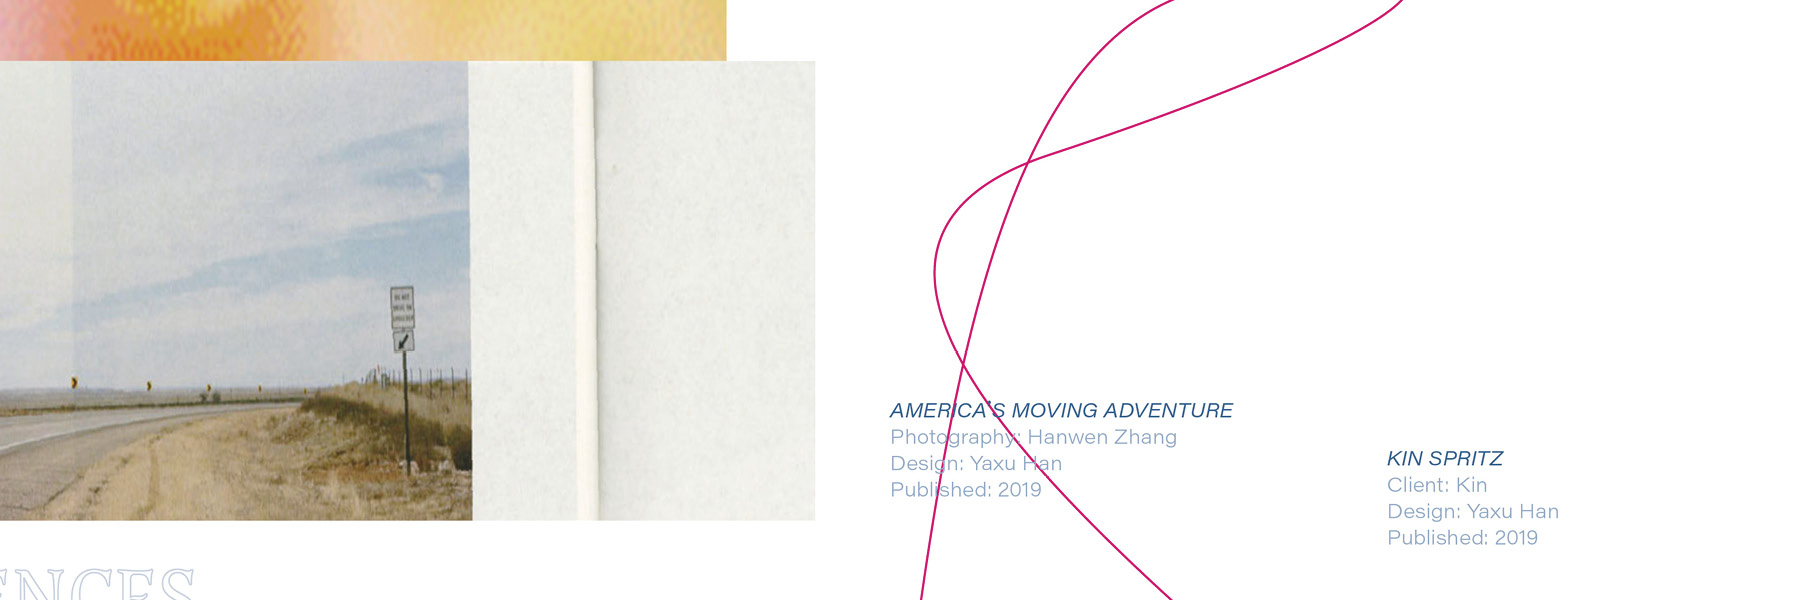 AMERICA'S MOVING ADVENTURE
Photography: Hanwen Zhang
Design: Yaxu Han
Published: 2019
KIN SPRITZ
Client: Kin
Design: Yaxu Han
Published: 2019
ENCES